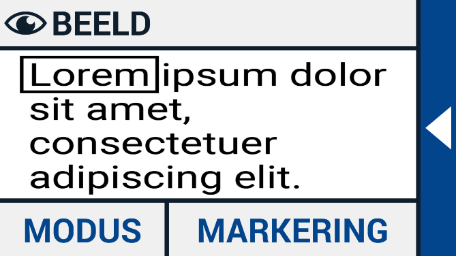 BEELD
Lorem ipsum dolor
sit amet,
consectetuer
adipiscing elit.
MODUS MARKERING